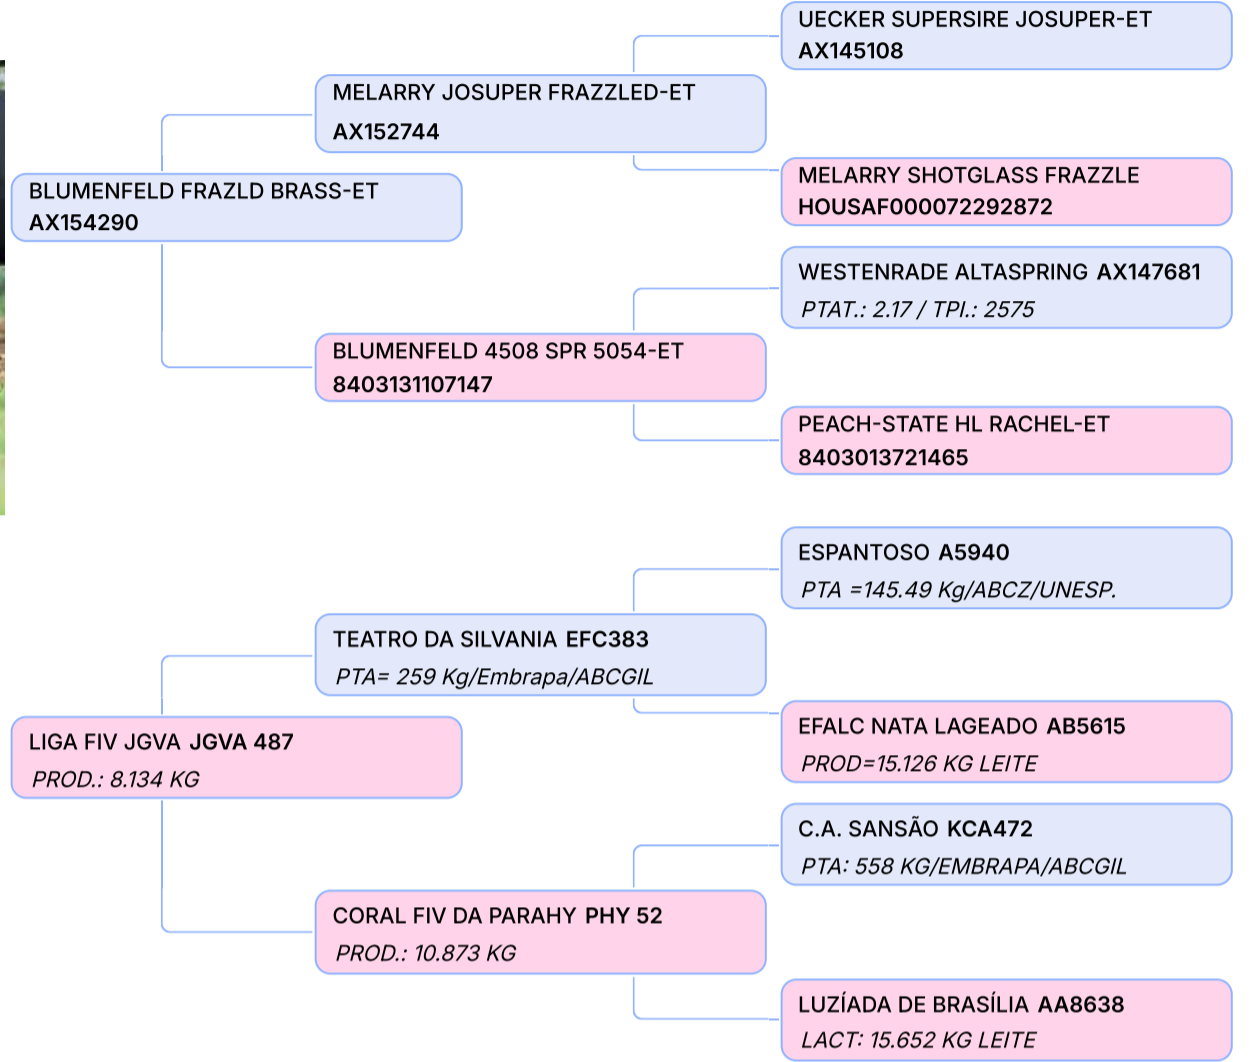 UECKER SUPERSIRE JOSUPER-ET
AX145108
MELARRY JOSUPER FRAZZLED-ET
AX152744
MELARRY SHOTGLASS FRAZZLE
HOUSAF000072292872
BLUMENFELD FRAZLD BRASS-ET
AX154290
WESTENRADE ALTASPRING AX147681
PTAT.: 2.17 / TPI.: 2575
BLUMENFELD 4508 SPR 5054-ET
8403131107147
PEACH-STATE HL RACHEL-ET
8403013721465
ESPANTOSO A5940
PTA =145.49 Kg/ABCZ/UNESP.
TEATRO DA SILVANIA EFC383
PTA= 259 Kg/Embrapa/ABCGIL
EFALC NATA LAGEADO AB5615
PROD=15.126 KG LEITE
LIGA FIV JGVA JGVA 487
PROD.: 8.134 KG
C.A. SANSÃO KCA472
PTA: 558 KG/EMBRAPA/ABCGIL
CORAL FIV DA PARAHY PHY 52
PROD.: 10.873 KG
LUZÍADA DE BRASÍLIA AA8638
LACT: 15.652 KG LEITE